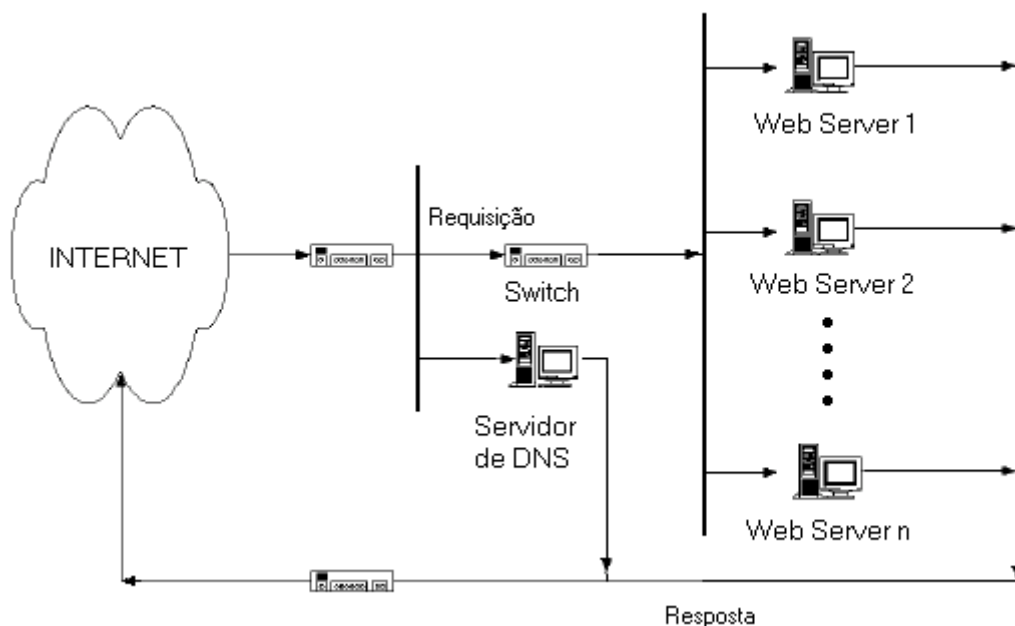 INTERNET
Requisição
Switch
Servidor
de DNS
Web Server 1
Web Server 2
Web Server n
Resposta